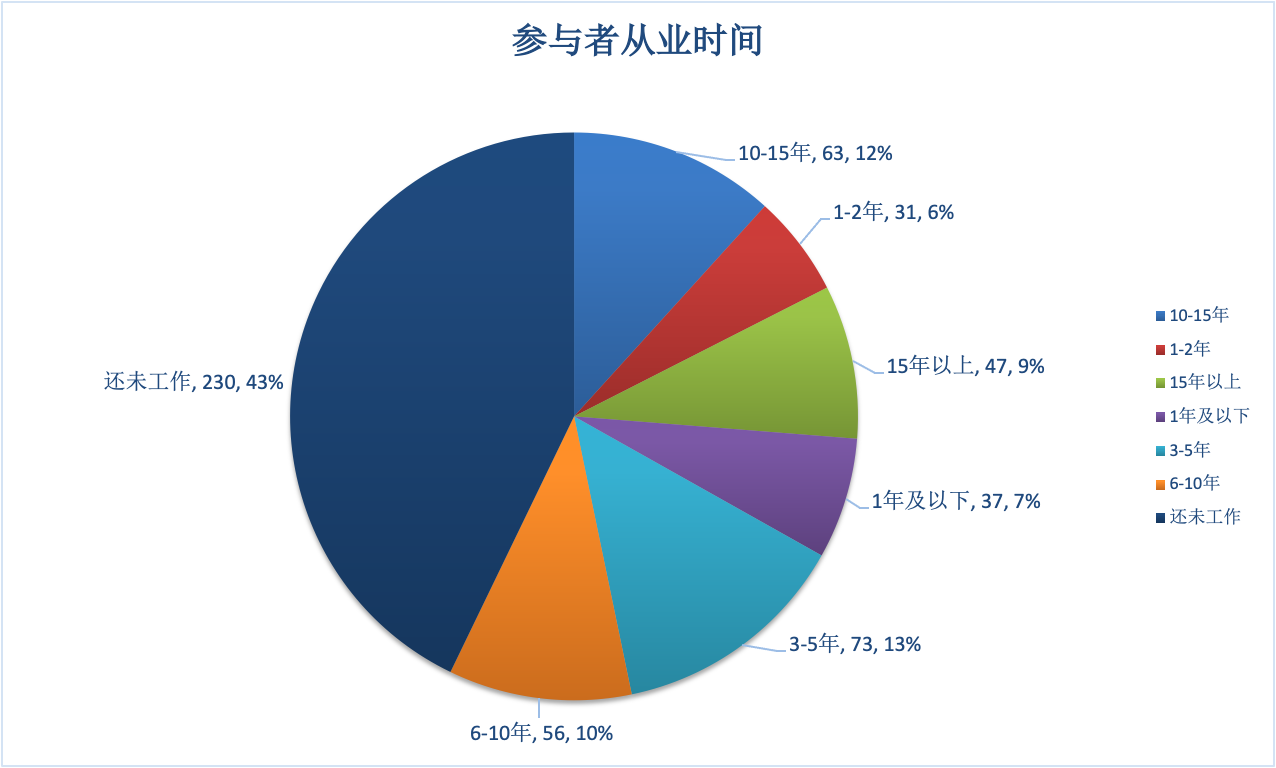 参与者从业时间
10-15年, 63, 12%
1-2年, 31, 6%
15年以上, 47, 9%
还未工作, 230, 43%
1年及以下, 37, 7%
3-5年, 73, 13%
6-10年, 56, 10%
10-15年
1-2年
15年以上
1年及以下
3-5年
6-10年
还未工作